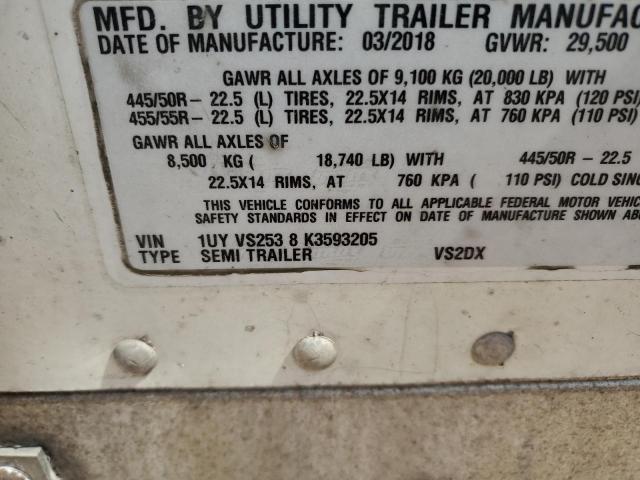 MFD. BY UTILITY TRAILER MANUFAC
DATE OF MANUFACTURE: 03/2018 GVWR: 29,500
GAWR ALL AXLES OF 9,100 KG (20,000 LB) WITH
445/50R- 22.5 (L) TIRES, 22.5X14 RIMS, AT 830 KPA (120 PSI)
455/55R- 22.5 (L) TIRES, 22.5X14 RIMS, AT 760 KPA (110 PSI)
GAWR ALL AXLES OF
8,500 KG ( 18,740 LB) WITH 445/50R - 22.5
22.5X14 RIMS, AT 760 KPA ( 110 PSI) COLD SING
THIS VEHICLE CONFORMS TO ALL APPLICABLE FEDERAL MOTOR VEHIC
SAFETY STANDARDS IN EFFECT ON DATE OF MANUFACTURE SHOWN ABO
VIN 1UY VS253 8 K3593205
TYPE SEMI TRAILER VS2DX